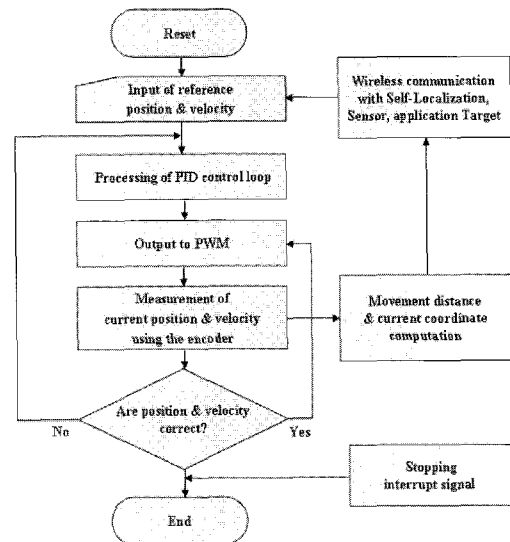 Reset
Input of reference
position & velocity
Wireless communication
with Self-Localization,
Sensor, application Target
Processing of PID control loop
Output to PWM
Measurement of
current position & velocity
using the encoder
Movement distance
& current coordinate
computation
Are position & velocity
correct?
No
Yes
Stopping
interrupt signal
End